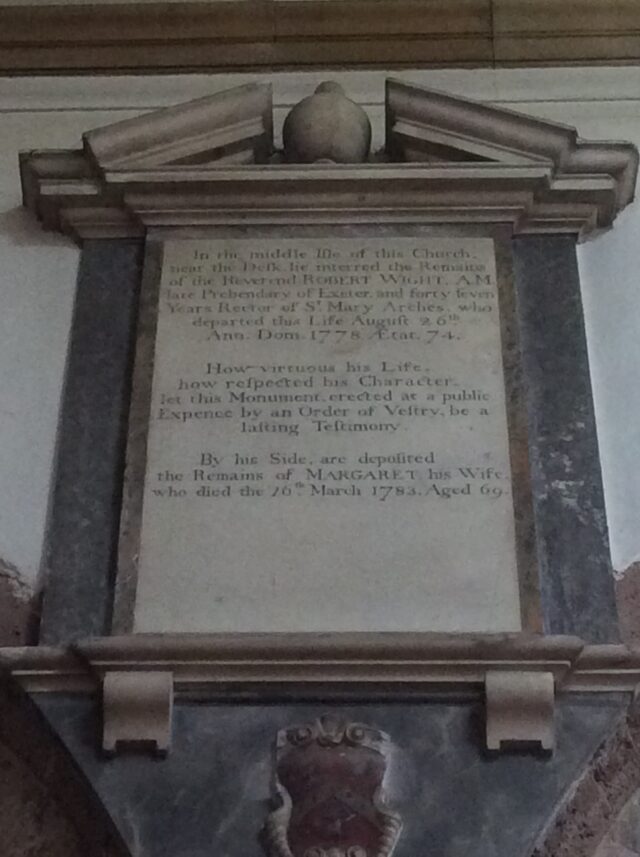 In the middle Iſle of this Church,
near the Deſk, lie interred the Remains
of the Reverend ROBERT WIGHT, A.M.
late Prebendary of Exeter, and forty ſeven
Years Rector of St. Mary Arches, who
departed this Life Auguſt 26th
Ann. Dom. 1778. Ætat. 74.
How virtuous his Life,
how reſpected his Character,
let this Monument, erected at a public
Expence by an Order of Veſtry, be a
laſting Teſtimony.
By his Side, are depoſited
the Remains of MARGARET, his Wife,
who died the 26th March 1783. Aged 69.